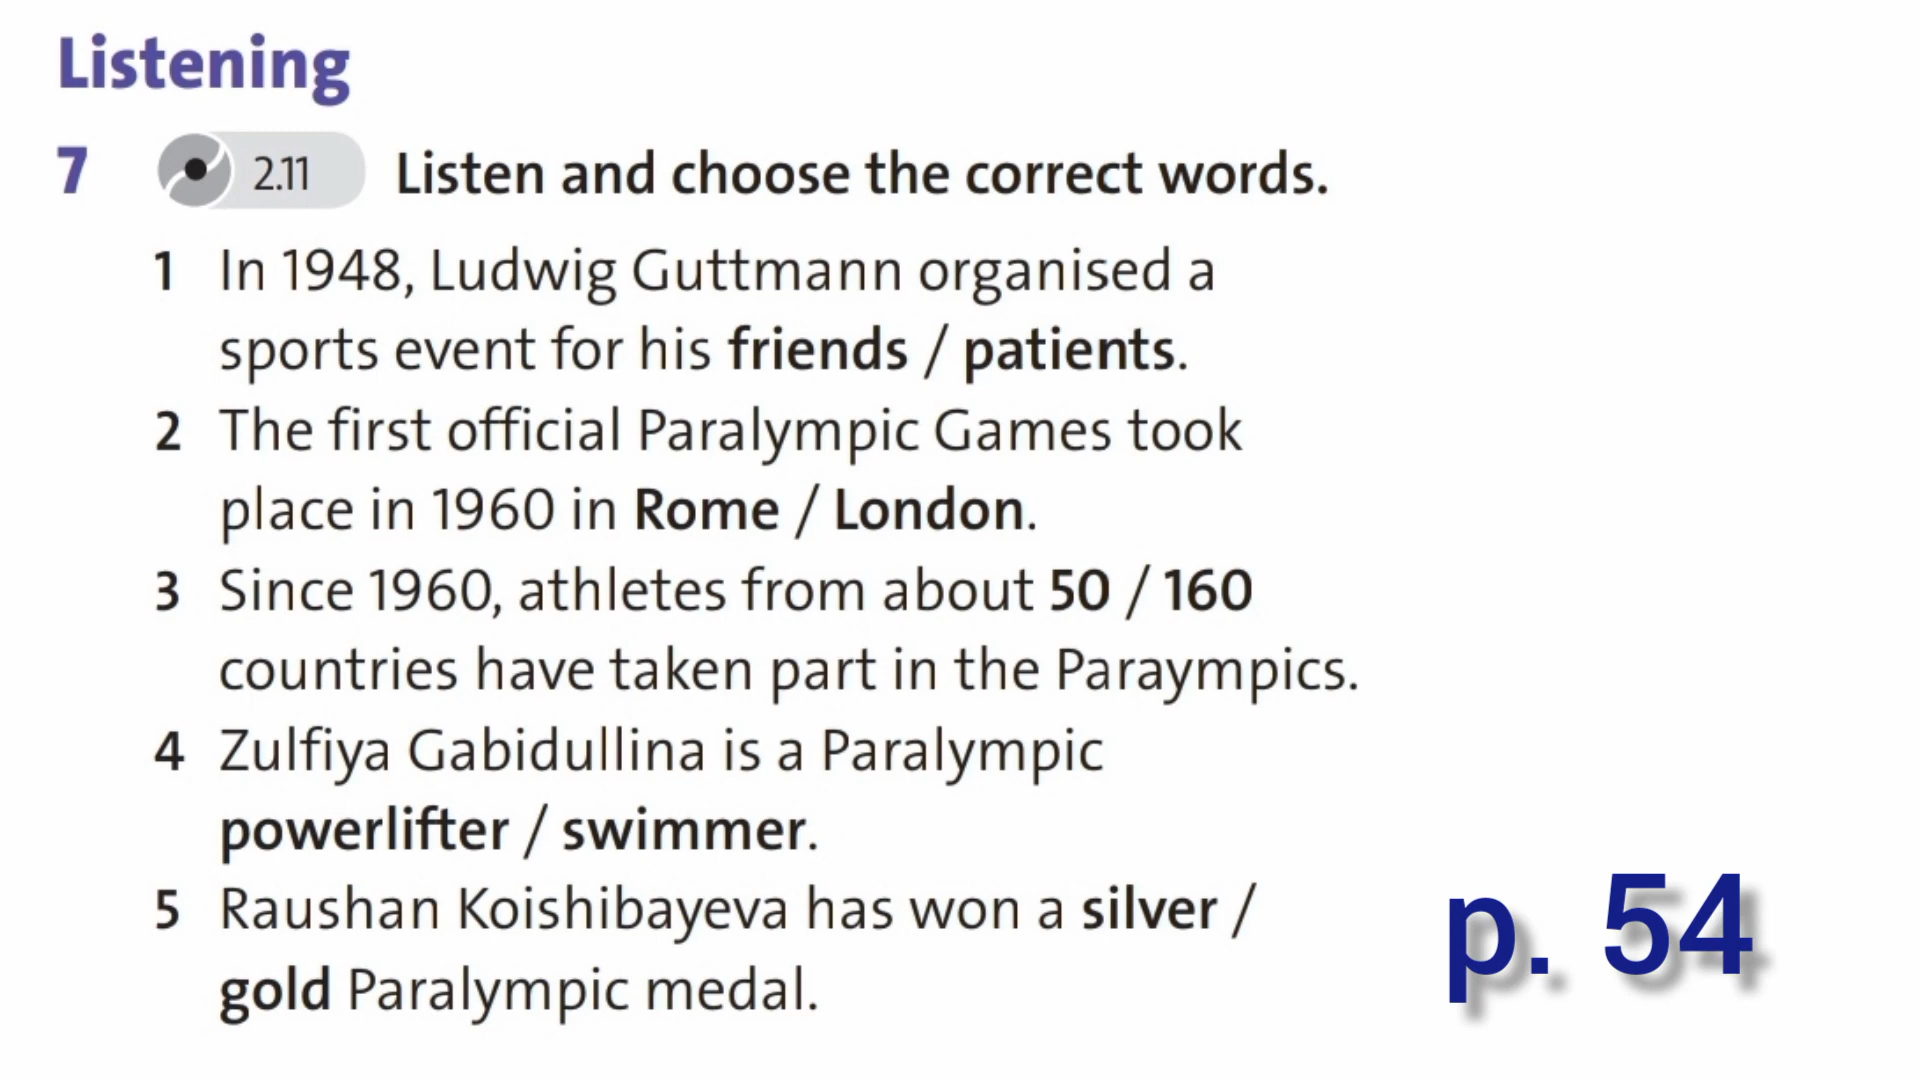 Listening
7 2.11 Listen and choose the correct words.
1 In 1948, Ludwig Guttmann organised a
sports event for his friends / patients.
2 The first official Paralympic Games took
place in 1960 in Rome / London.
3 Since 1960, athletes from about 50 / 160
countries have taken part in the Paraympics.
4 Zulfiya Gabidullina is a Paralympic
powerlifter / swimmer.
5 Raushan Koishibayeva has won a silver /
gold Paralympic medal.
p. 54